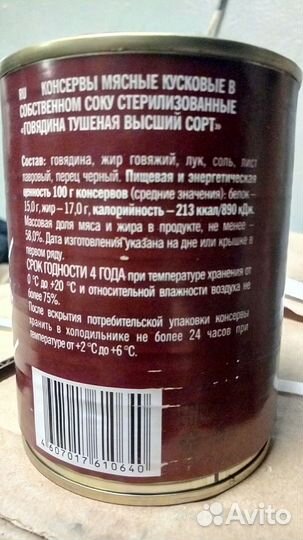 RU КОНСЕРВЫ МЯСНЫЕ КУСКОВЫЕ В
СОБСТВЕННОМ СОКУ СТЕРИЛИЗОВАННЫЕ
«ГОВЯДИНА ТУШЕНАЯ ВЫСШИЙ СОРТ»
Состав: говядина, жир говяжий, лук, соль, лист
лавровый, перец черный. Пищевая и энергетическая
ценность 100 г консервов (средние значения): белок -
15,0 г, жир – 17,0 г, калорийность – 213 ккал/890 кДж.
Массовая доля мяса и жира в продукте, не менее –
58,0%. Дата изготовления указана на дне или крышке в
первом ряду.
СРОК ГОДНОСТИ 4 ГОДА при температуре хранения от
0 °С до +20 °С и относительной влажности воздуха не
более 75%.
После вскрытия потребительской упаковки консервы
хранить в холодильнике не более 24 часов при
температуре от +2 °С до +6 °С.
4 607017 610640
Avito